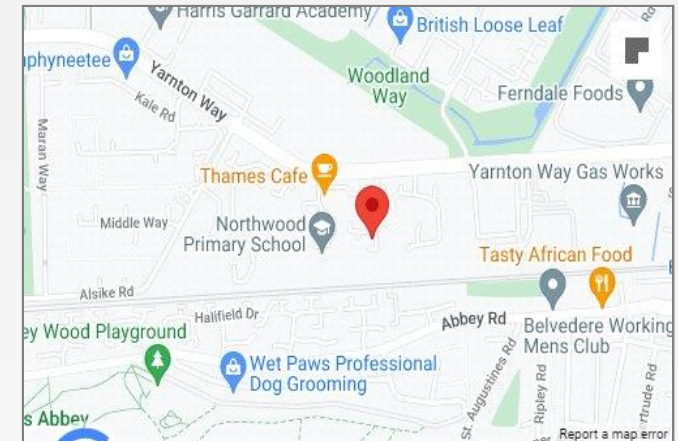 Harris Garrard Academy
British Loose Leaf
phyneetee
Yarnton Way
Woodland
Way
Kale Rd
Ferndale Foods
Maran Way
Thames Cafe
Yarnton Way Gas Works
Middle Way
Northwood
Primary School
Tasty African Food
Alsike Rd
Halifield Dr
Abbey Rd
Belvedere Working
Mens Club
ey Wood Playground
Wet Paws Professional
Dog Grooming
St. Augustines Rd
Ripley Rd
ertrude Rd
s Abbey
Report a map error